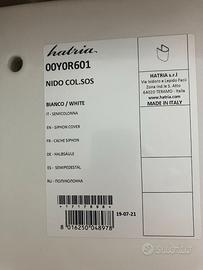 hatria
00Y0R601
NIDO COL.SOS
BIANCO / WHITE
IT - SEMICOLONNA
EN - SIPHON COVER
FR - CACHE SIPHON
DE - HALBSÄULE
ES - SEMIPEDESTAL
RU - ПОЛУКОЛОННА
HATRIA s.r.l
Via Isidoro e Lepido Facii
Zona ind.le S. Atto
64020 TERAMO - Italia
www.hatria.com
MADE IN ITALY
19-07-21
8 016250 048978
Subito.it